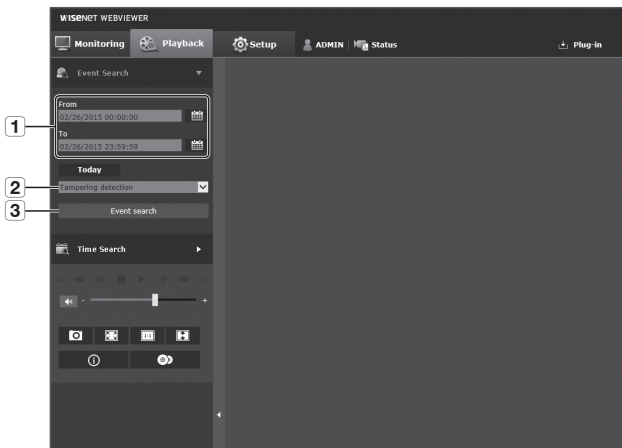 WISENET WEBVIEWER
Monitoring Playback Setup ADMIN Status Plug-in
Event Search
From
1
02/26/2015 00:00:00
To
02/26/2015 23:59:59
Today
2 Tampering detection
3 Event search
Time Search
- +
1:1